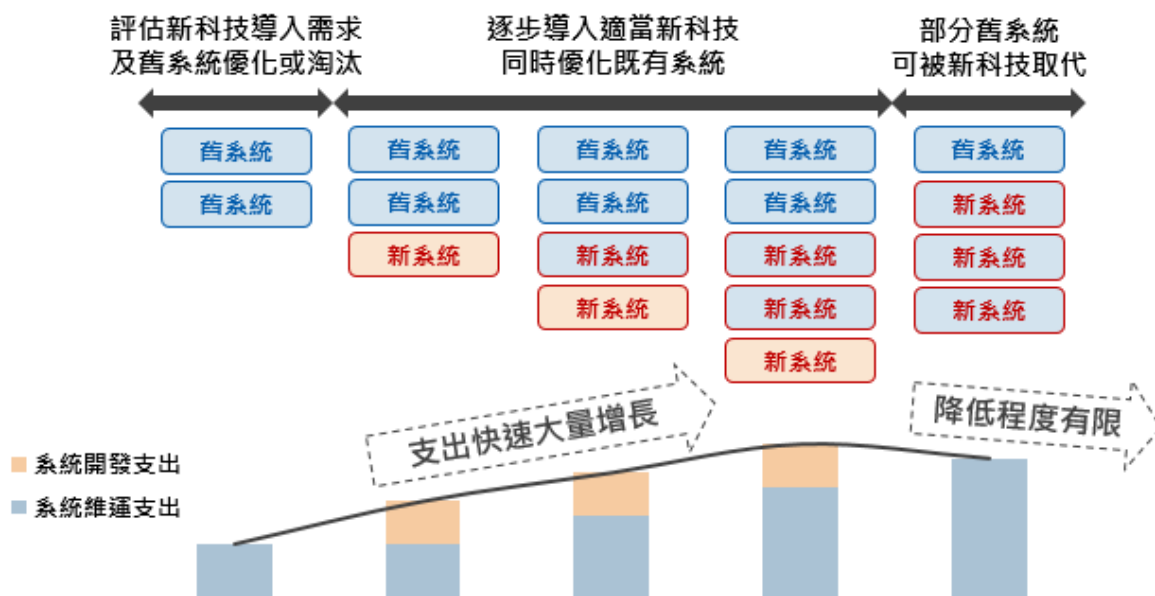 評估新科技導入需求
及舊系統優化或淘汰
逐步導入適當新科技
同時優化既有系統
部分舊系統
可被新科技取代
舊系統
舊系統
舊系統
舊系統
新系統
舊系統
舊系統
新系統
新系統
舊系統
舊系統
新系統
新系統
新系統
舊系統
新系統
新系統
新系統
支出快速大量增長
降低程度有限
系統開發支出
系統維運支出